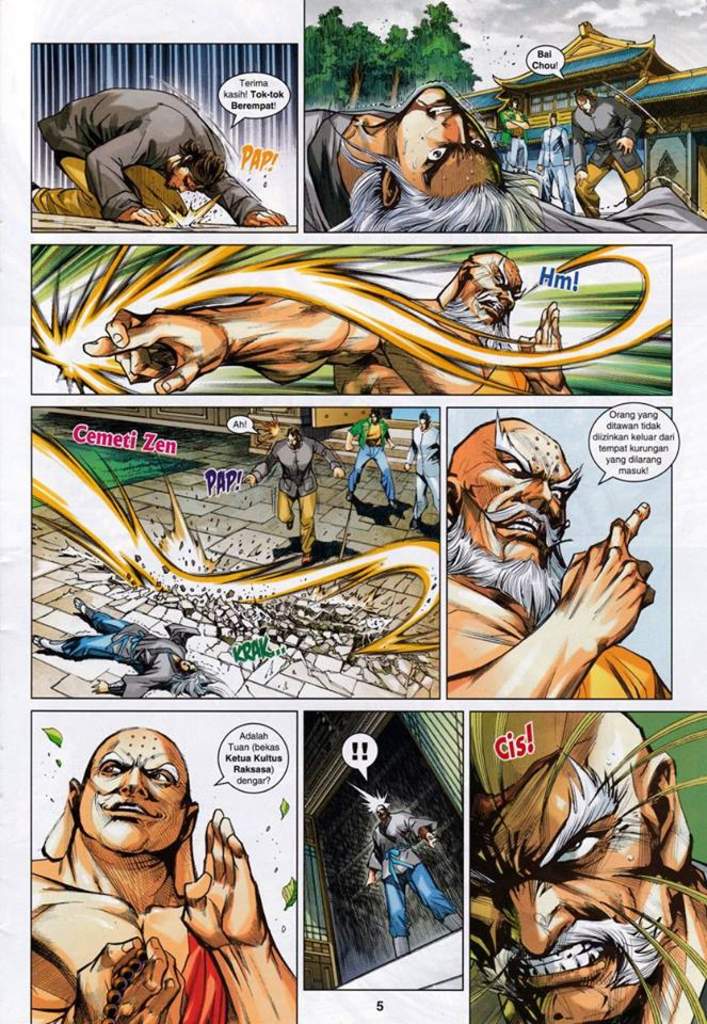 Terima
kasih! Tok-tok
Berempat!
PAP!
Bai
Chou!
Hm!
Cemeti Zen
Ah!
PAP!
KRAK..
Orang yang
ditawan tidak
diizinkan keluar dari
tempat kurungan
yang dilarang
masuk!
Adalah
Tuan (bekas
Ketua Kultus
Raksasa)
dengar?
!!
Cis!
5